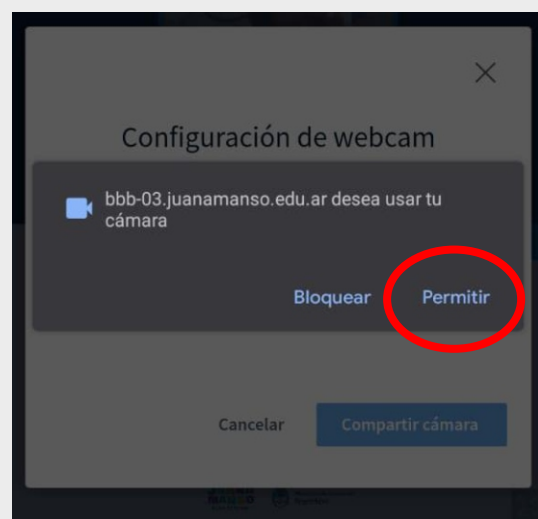 Configuración de webcam
bbb-03.juanamanso.edu.ar desea usar tu
cámara
Bloquear Permitir
Cancelar Compartir cámara